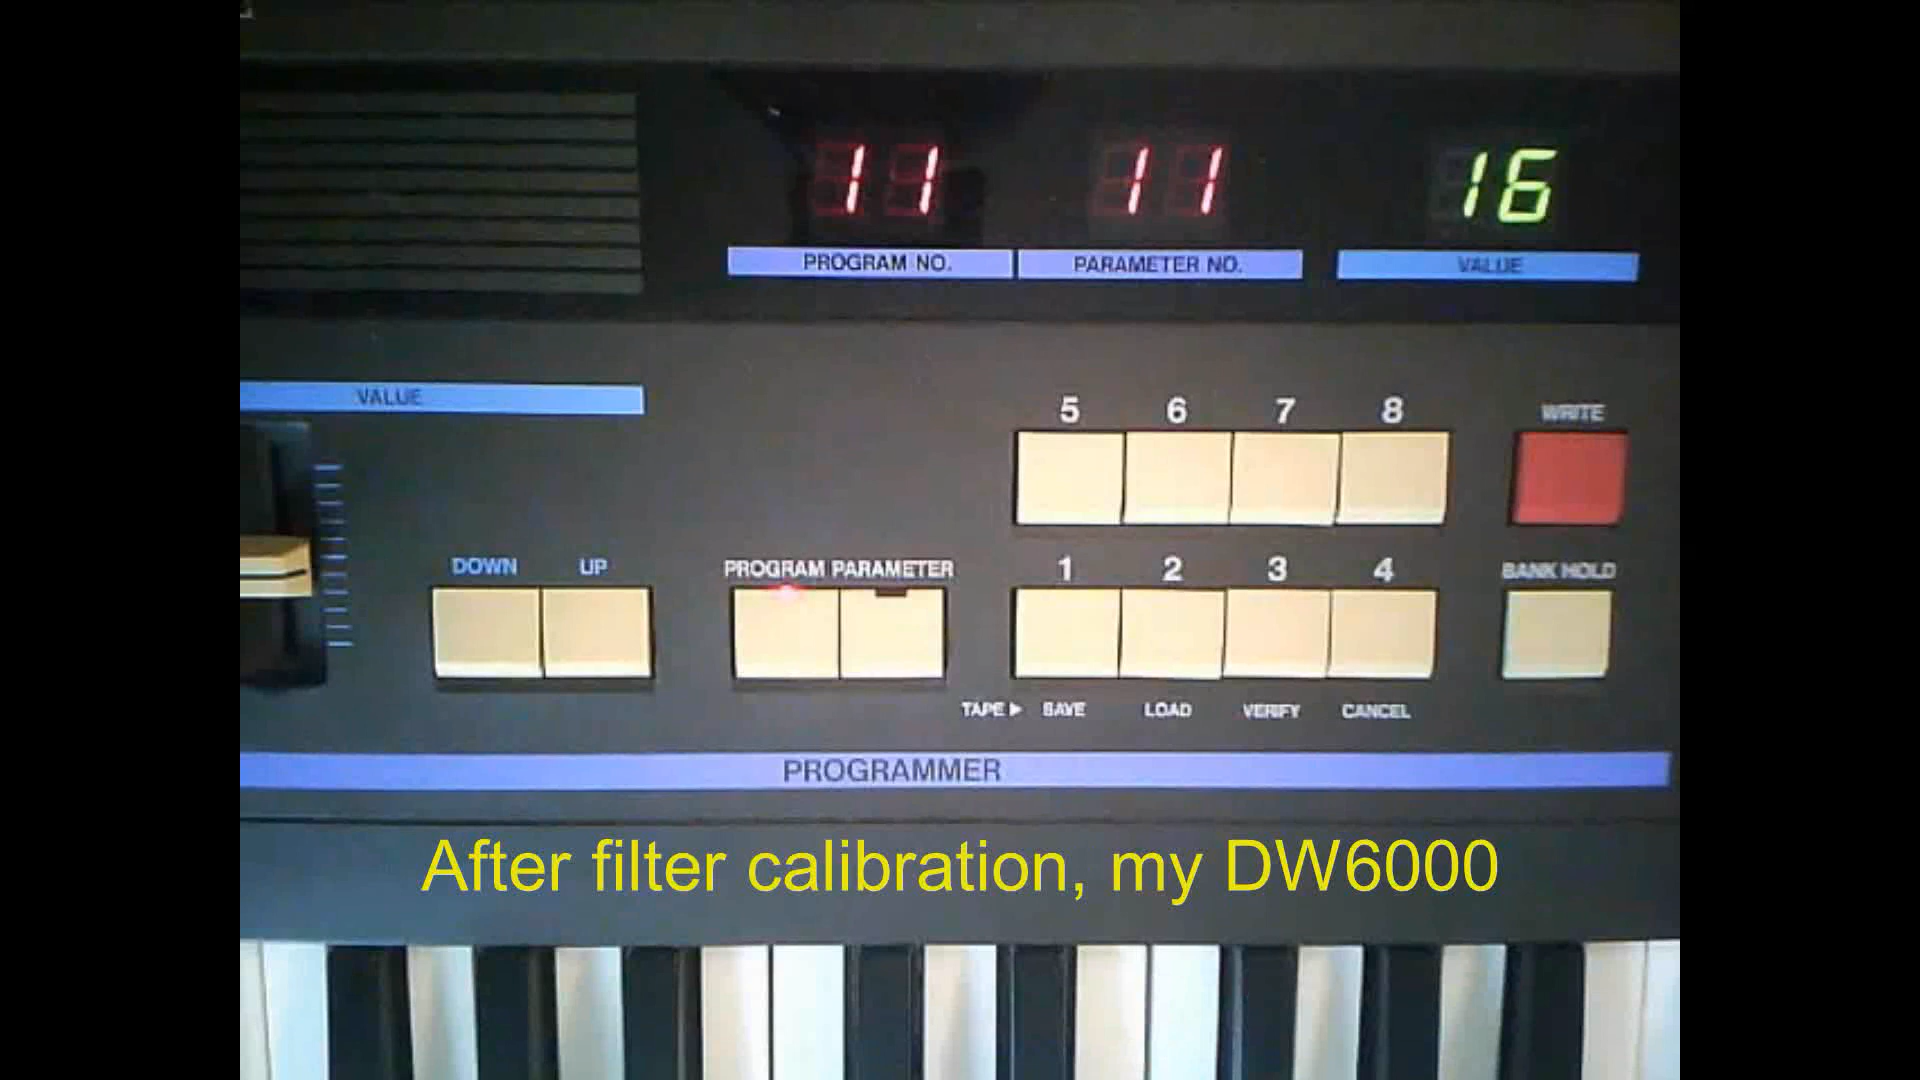 11 11 16
PROGRAM NO. PARAMETER NO. VALUE
VALUE
5 6 7 8 WRITE
DOWN UP PROGRAM PARAMETER 1 2 3 4 BANK HOLD
TAPE ▶ SAVE LOAD VERIFY CANCEL
PROGRAMMER
After filter calibration, my DW6000